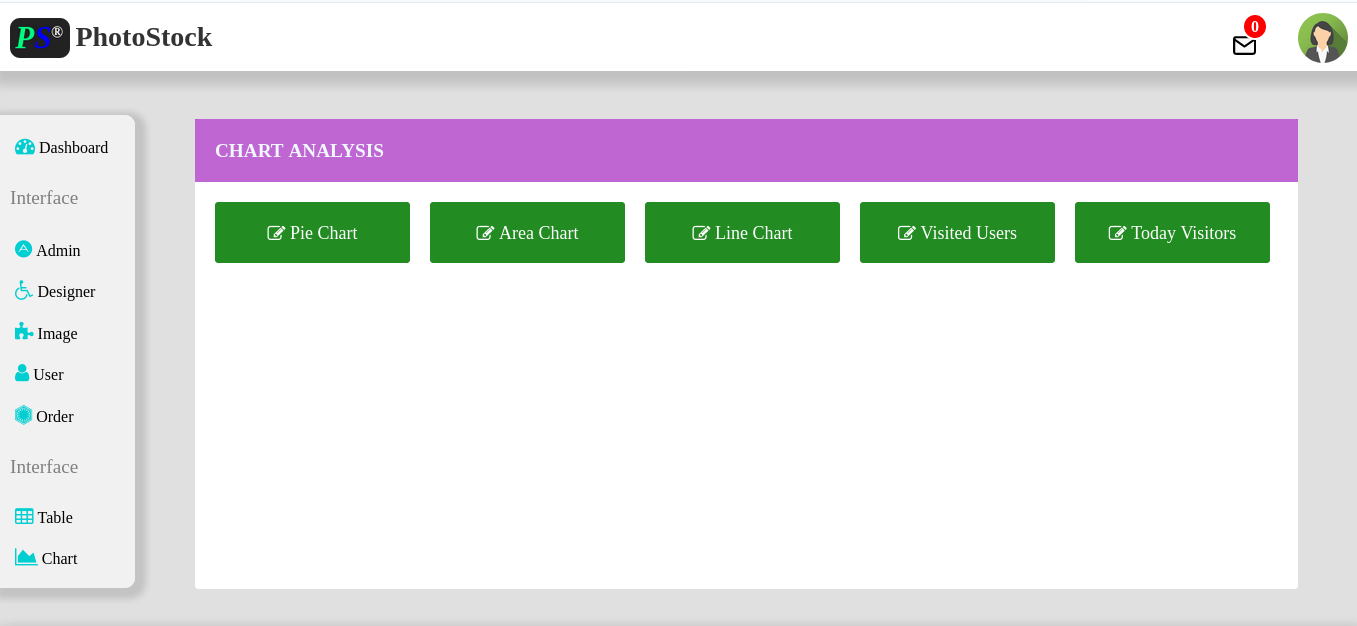 PS® PhotoStock
0
Dashboard
Interface
Admin
Designer
Image
User
Order
Interface
Table
Chart
CHART ANALYSIS
Pie Chart
Area Chart
Line Chart
Visited Users
Today Visitors